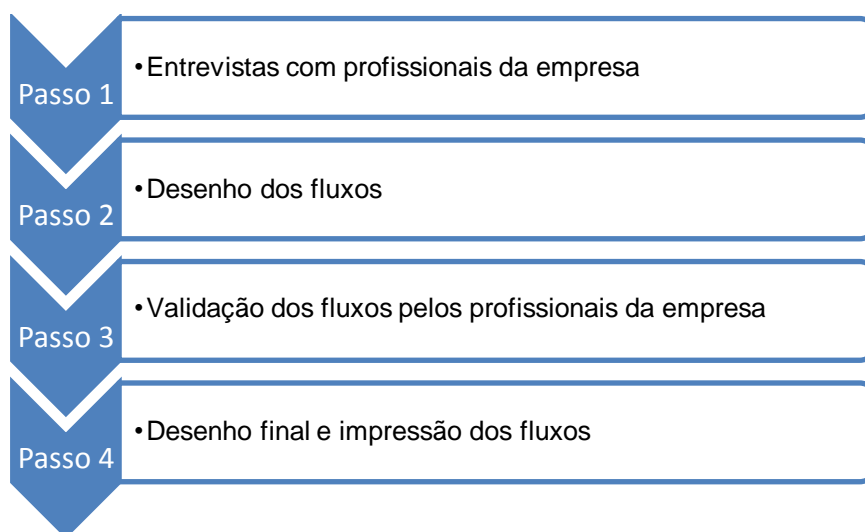 Passo 1
•Entrevistas com profissionais da empresa
Passo 2
•Desenho dos fluxos
Passo 3
•Validação dos fluxos pelos profissionais da empresa
Passo 4
•Desenho final e impressão dos fluxos